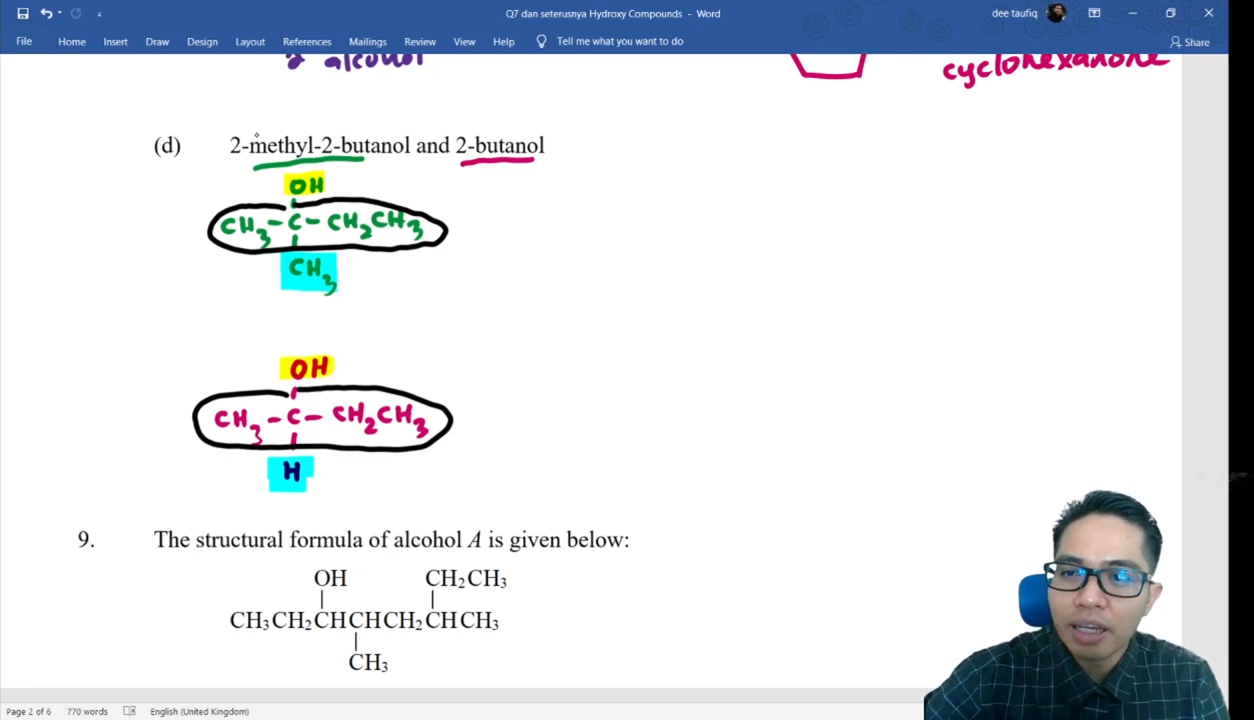 Q7 dan seterusnya Hydroxy Compounds - Word
dee taufiq
File Home Insert Draw Design Layout References Mailings Review View Help Tell me what you want to do Share
2° alcohol
cyclohexanone
(d) 2-methyl-2-butanol and 2-butanol
OH
CH₃-C-CH₂CH₃
CH₃
OH
CH₃-C-CH₂CH₃
H
9. The structural formula of alcohol A is given below:
OH CH₂CH₃
CH₃CH₂CHCHCH₂CHCH₃
CH₃
Page 2 of 6 770 words English (United Kingdom)